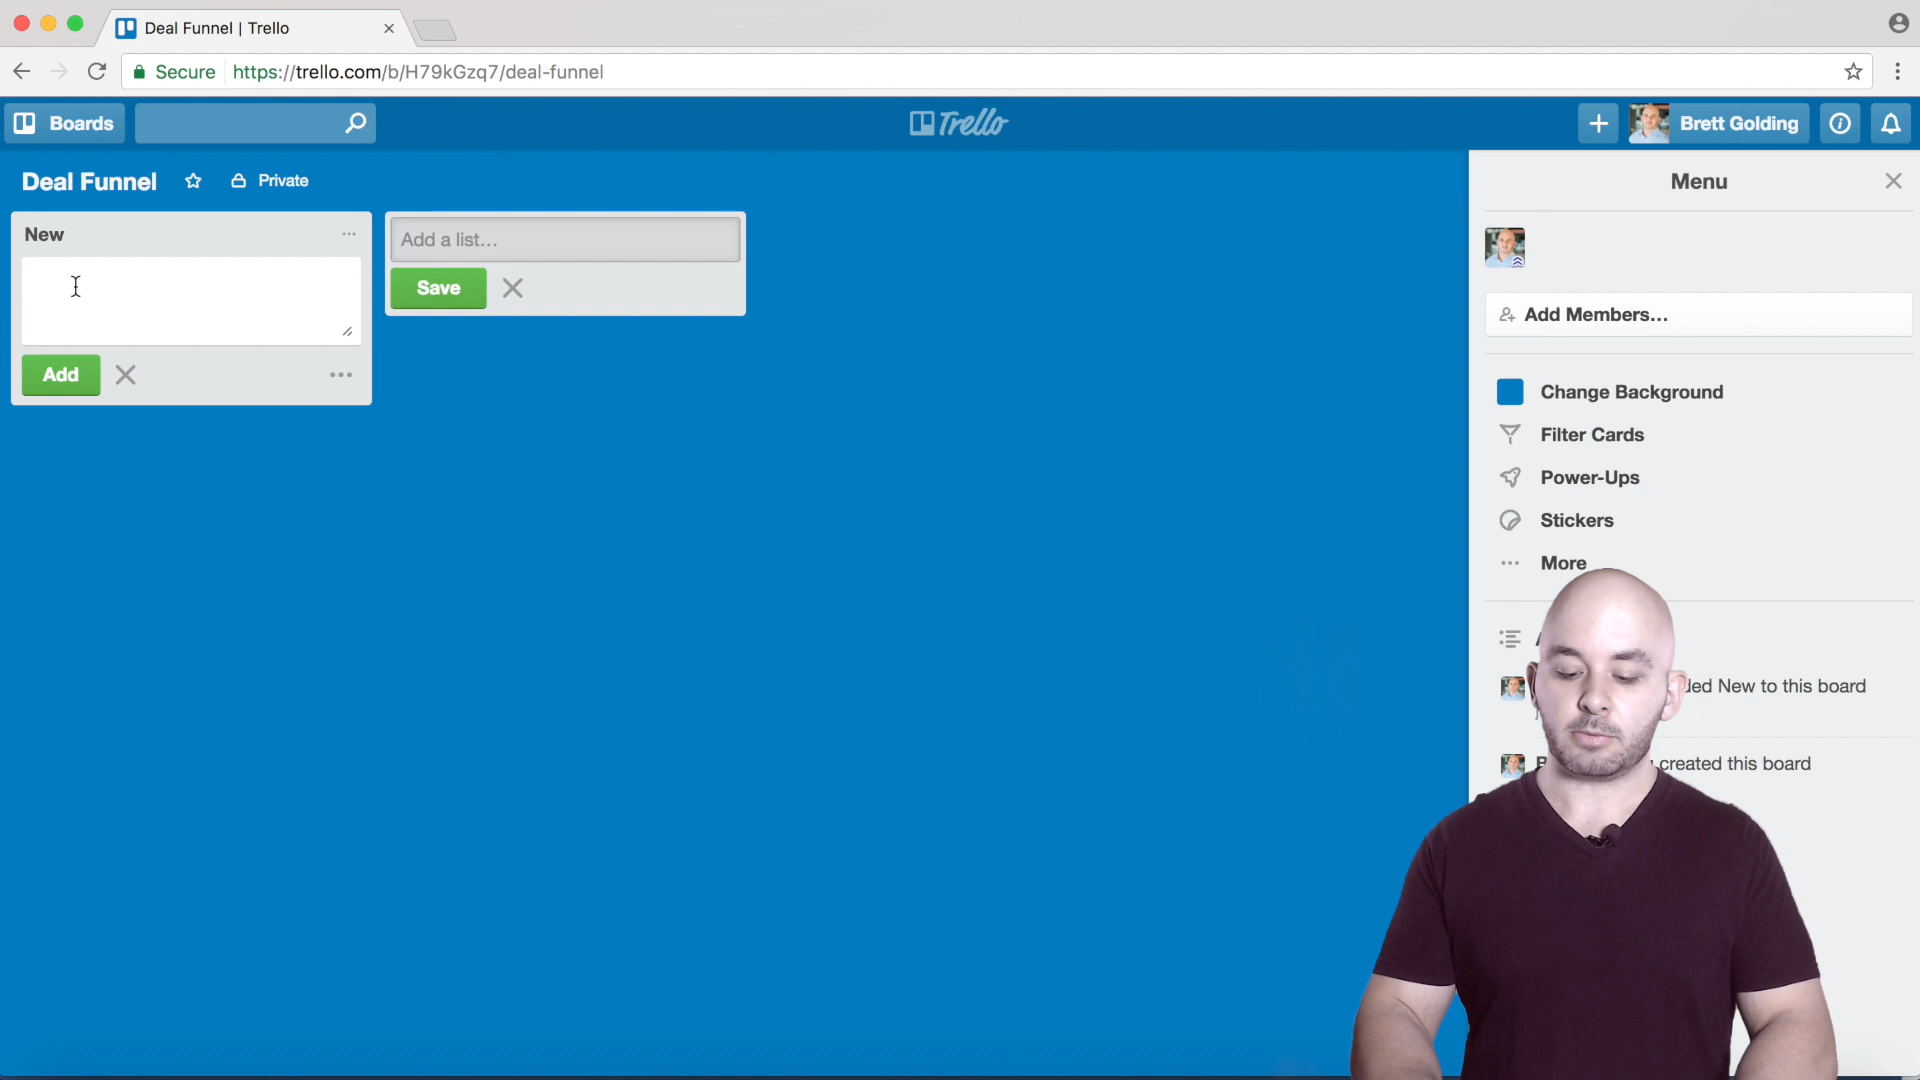 Deal Funnel | Trello
Secure https://trello.com/b/H79kGzq7/deal-funnel
Boards
Trello
Brett Golding
Deal Funnel
Private
New
Add
Add a list…
Save
Menu
Add Members…
Change Background
Filter Cards
Power-Ups
Stickers
More
New to this board
created this board